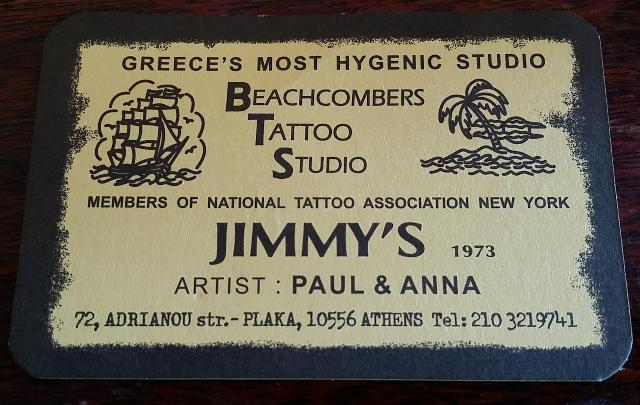 GREECE'S MOST HYGENIC STUDIO
BEACHCOMBERS
TATTOO
STUDIO
MEMBERS OF NATIONAL TATTOO ASSOCIATION NEW YORK
JIMMY'S 1973
ARTIST : PAUL & ANNA
72, ADRIANOU str.- PLAKA, 10556 ATHENS Tel: 210 3219741